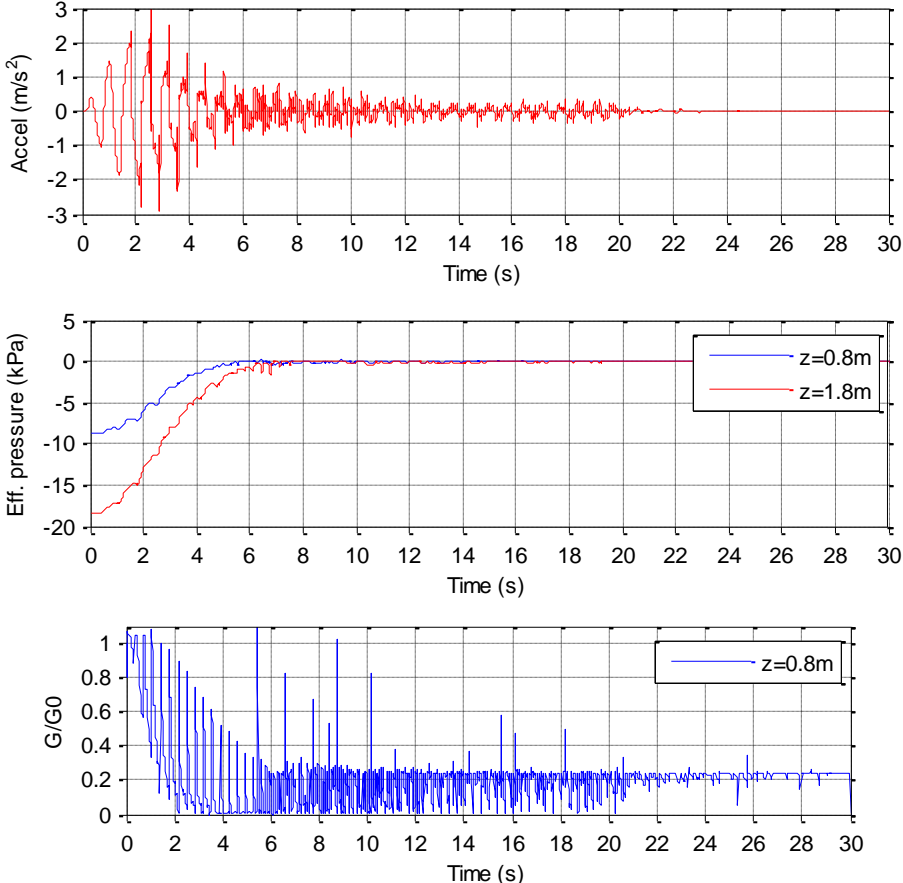 3
2
1
0
-1
-2
-3
Accel (m/s²)
0 2 4 6 8 10 12 14 16 18 20 22 24 26 28 30
Time (s)
5
0
-5
-10
-15
-20
Eff. pressure (kPa)
z=0.8m
z=1.8m
0 2 4 6 8 10 12 14 16 18 20 22 24 26 28 30
Time (s)
1
0.8
0.6
0.4
0.2
0
G/G0
z=0.8m
0 2 4 6 8 10 12 14 16 18 20 22 24 26 28 30
Time (s)